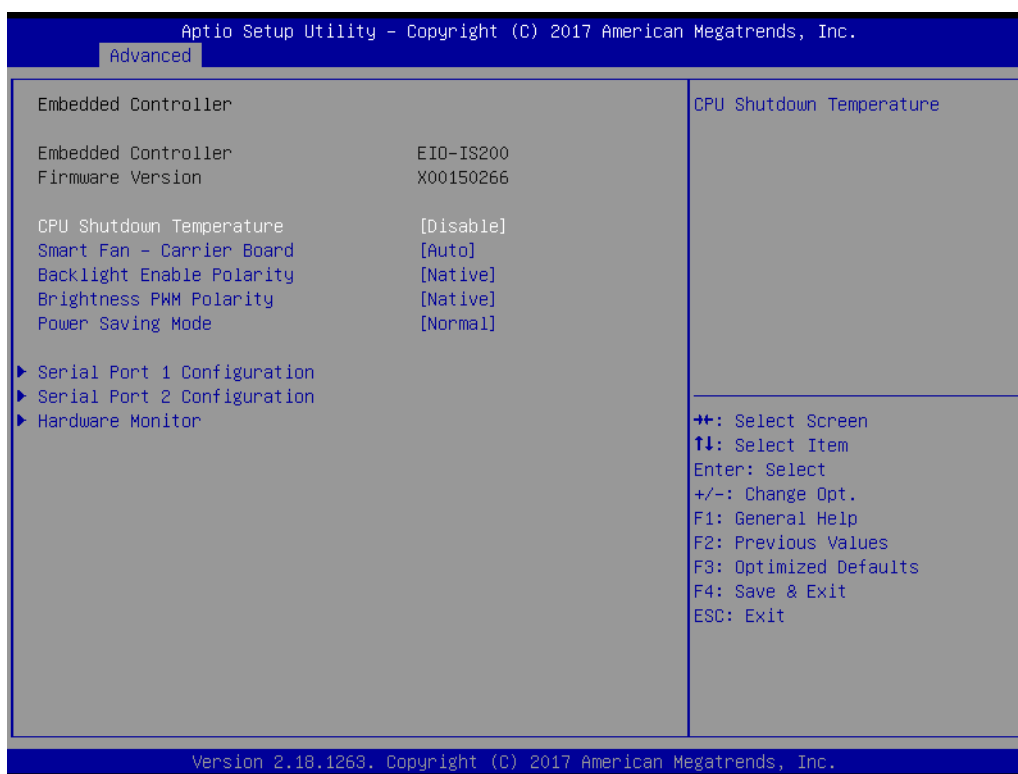 Aptio Setup Utility – Copyright (C) 2017 American Megatrends, Inc.
Advanced
Embedded Controller
Embedded Controller EIO-IS200
Firmware Version X00150266
CPU Shutdown Temperature [Disable]
Smart Fan – Carrier Board [Auto]
Backlight Enable Polarity [Native]
Brightness PWM Polarity [Native]
Power Saving Mode [Normal]
▶ Serial Port 1 Configuration
▶ Serial Port 2 Configuration
▶ Hardware Monitor
CPU Shutdown Temperature
→←: Select Screen
↑↓: Select Item
Enter: Select
+/-: Change Opt.
F1: General Help
F2: Previous Values
F3: Optimized Defaults
F4: Save & Exit
ESC: Exit
Version 2.18.1263. Copyright (C) 2017 American Megatrends, Inc.